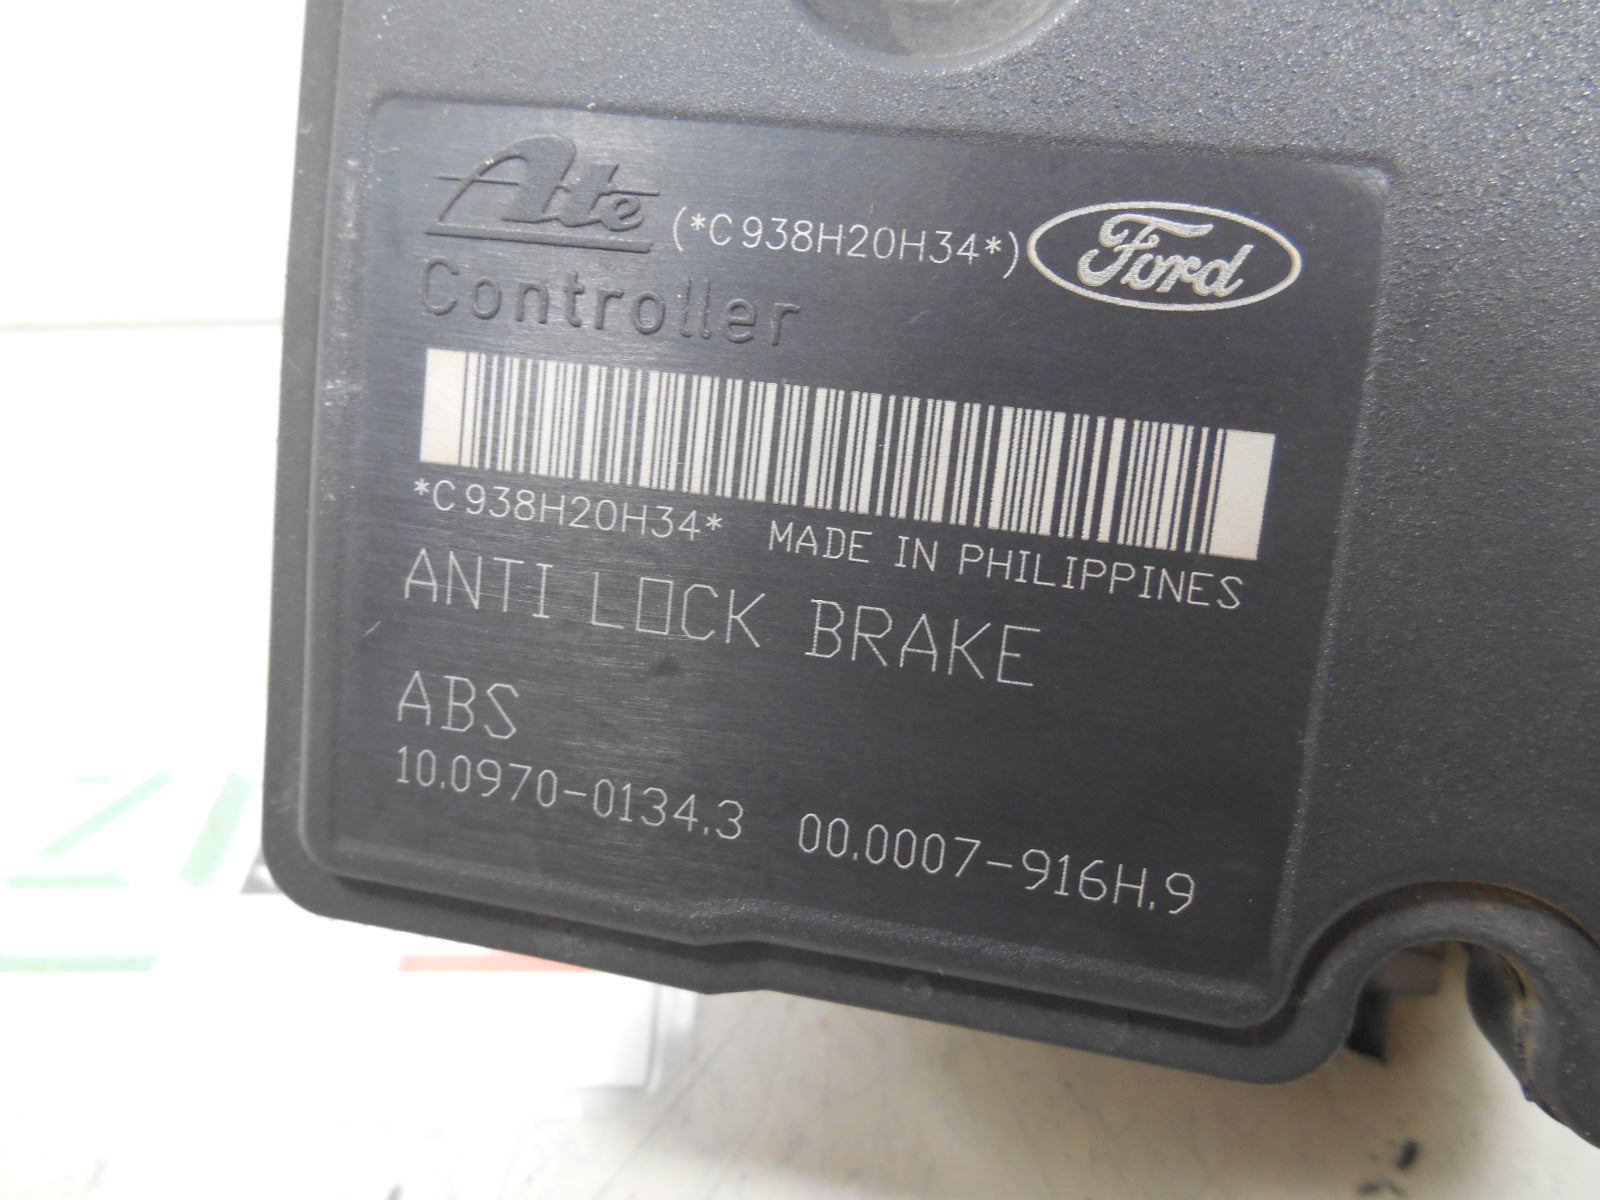 Ate (*C938H20H34*) Ford
Controller
*C938H20H34* MADE IN PHILIPPINES
ANTI LOCK BRAKE
ABS
10.0970-0134.3 00.0007-916H.9